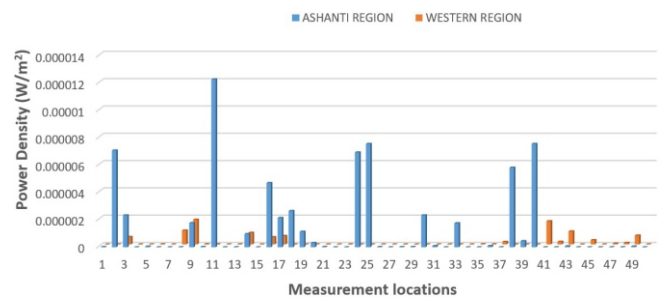 ASHANTI REGION WESTERN REGION
0.000014
0.000012
0.00001
0.000008
0.000006
0.000004
0.000002
0
Power Density (W/m²)
1 3 5 7 9 11 13 15 17 19 21 23 25 27 29 31 33 35 37 39 41 43 45 47 49
Measurement locations